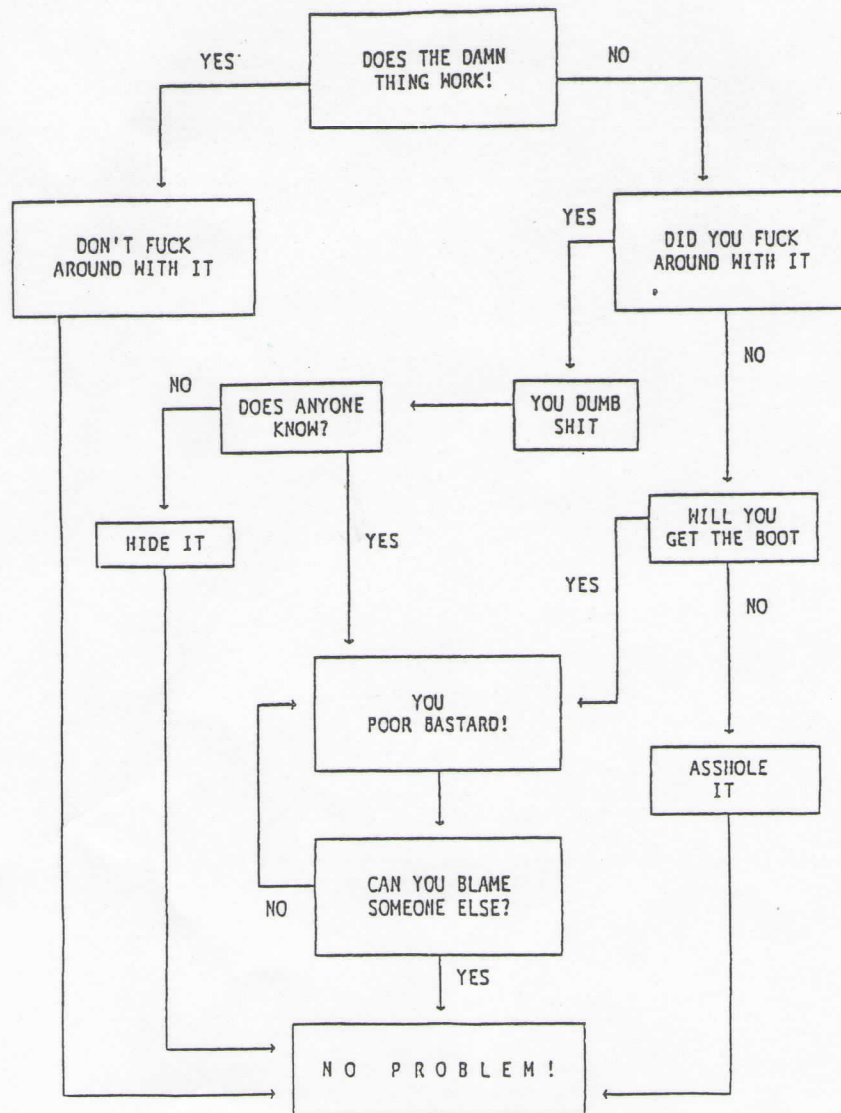 YES
DOES THE DAMN
THING WORK!
NO
DON'T FUCK
AROUND WITH IT
YES
DID YOU FUCK
AROUND WITH IT
NO
NO
DOES ANYONE
KNOW?
YOU DUMB
SHIT
HIDE IT
YES
WILL YOU
GET THE BOOT
YES
NO
YOU
POOR BASTARD!
ASSHOLE
IT
NO
CAN YOU BLAME
SOMEONE ELSE?
YES
NO PROBLEM!